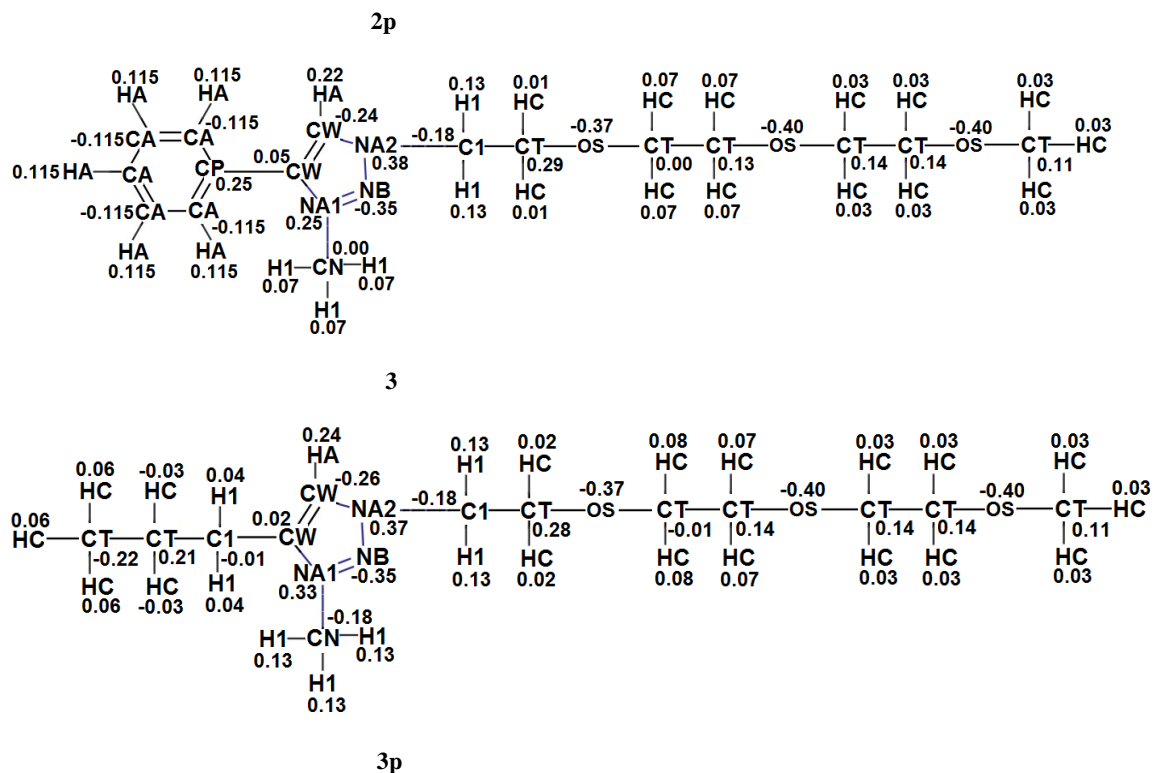 2p
0.115 0.115 0.22 0.13 0.01 0.07 0.07 0.03 0.03 0.03
HA HA HA H1 HC HC HC HC HC HC
-0.115 -0.115 -0.24 -0.18 -0.37 -0.40 -0.40 0.03
CA CA CW NA2 C1 CT OS CT CT OS CT CT OS CT HC
0.115 HA CA CP 0.25 0.05 CW 0.38 0.29 0.00 0.13 0.14 0.14 0.11
NB -0.35
-0.115 CA CA NA1 0.25 H1 HC HC HC HC HC HC
-0.115 0.13 0.01 0.07 0.07 0.03 0.03 0.03
HA HA 0.00
0.115 0.115 H1 CN H1
0.07 0.07
H1
0.07
3
0.24 0.13 0.02 0.08 0.07 0.03 0.03 0.03
0.06 -0.03 0.04 HA H1 HC HC HC HC HC HC
HC HC H1 -0.26 -0.18 -0.37 -0.40 -0.40 0.03
0.06 0.02 CW NA2 C1 CT OS CT CT OS CT CT OS CT HC
HC CT CT C1 CW 0.37 0.28 -0.01 0.14 0.14 0.14 0.11
-0.22 0.21 -0.01 NB
HC HC H1 NA1 -0.35 H1 HC HC HC HC HC HC
0.06 -0.03 0.04 0.33 0.13 0.02 0.08 0.07 0.03 0.03 0.03
-0.18
H1 CN H1
0.13 0.13
H1
0.13
3p